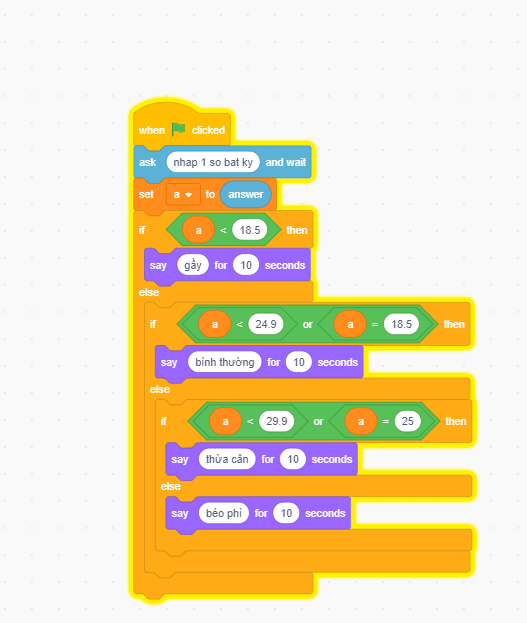 when clicked
ask nhap 1 so bat ky and wait
set a to answer
if a < 18.5 then
say gầy for 10 seconds
else
if a < 24.9 or a = 18.5 then
say bình thường for 10 seconds
else
if a < 29.9 or a = 25 then
say thừa cân for 10 seconds
else
say béo phì for 10 seconds